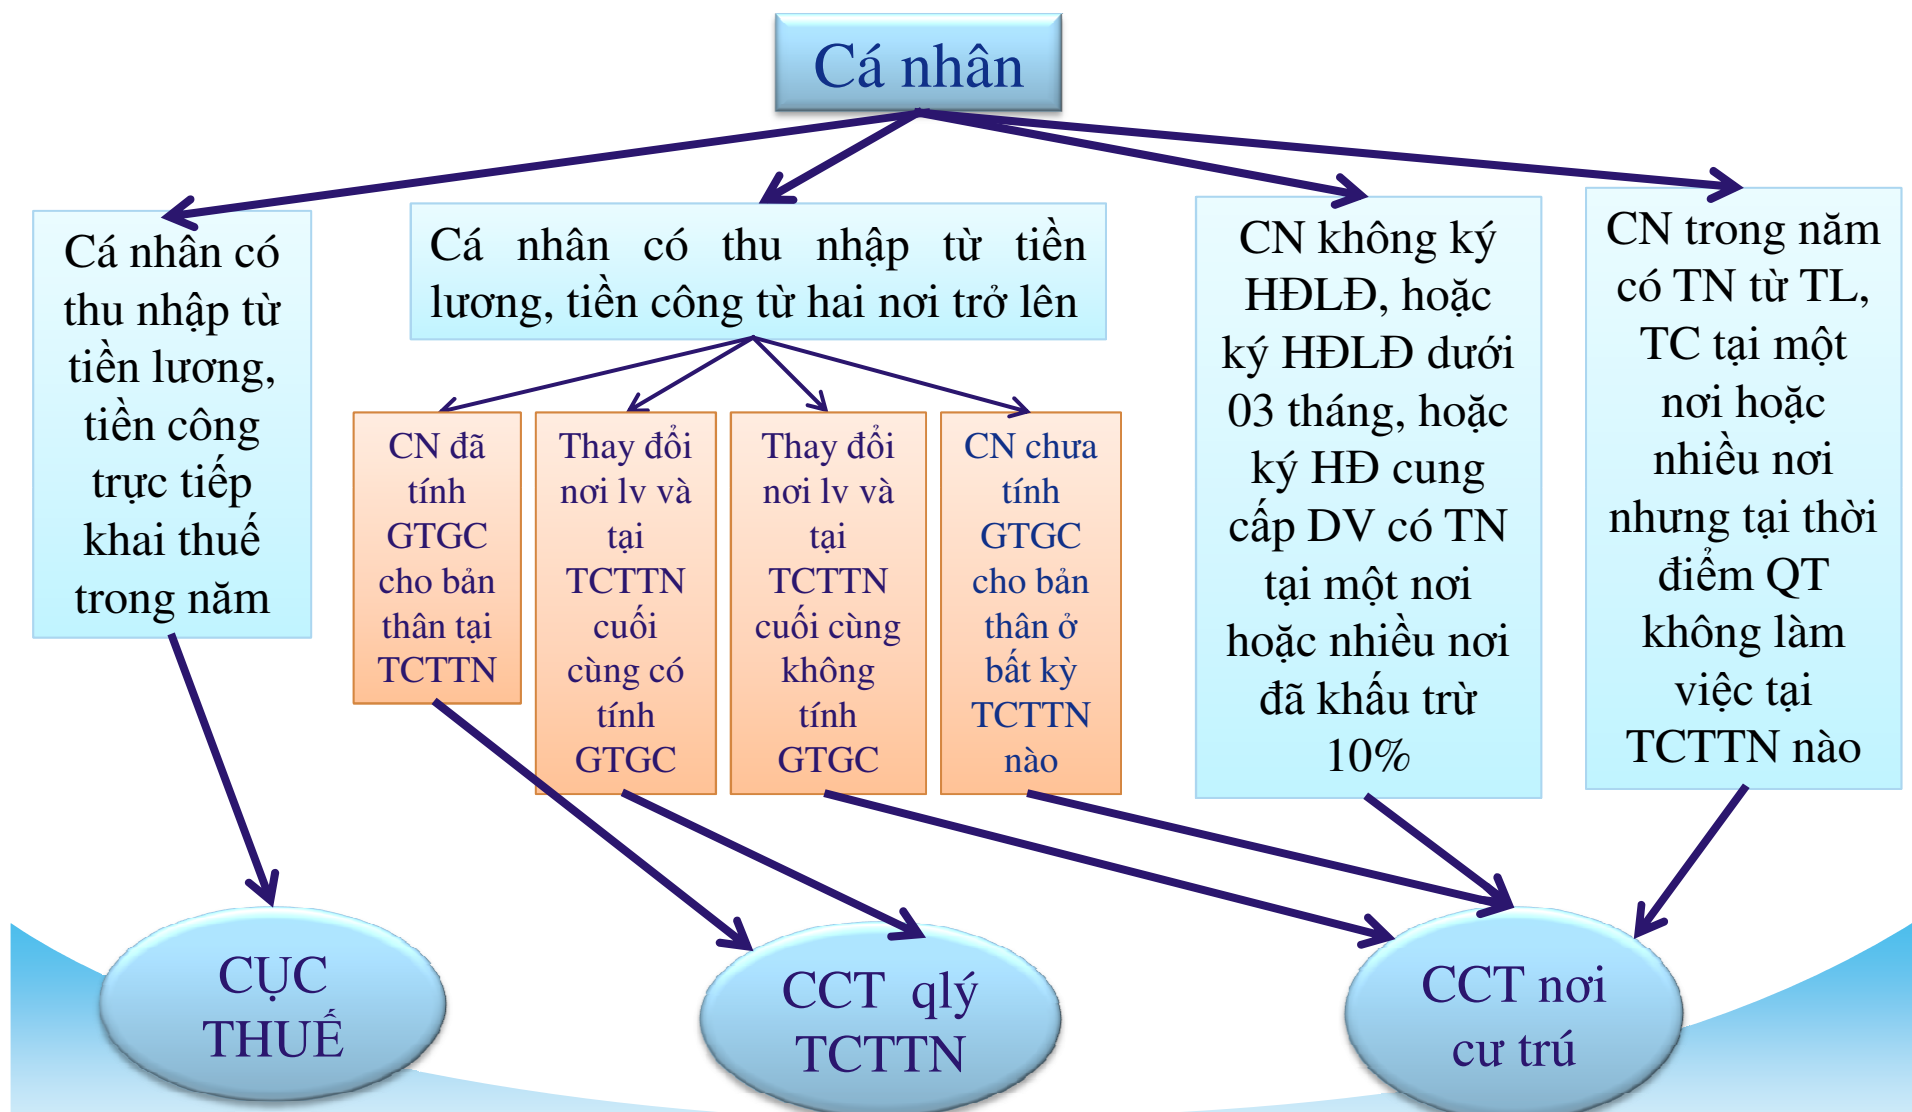 Cá nhân
Cá nhân có
thu nhập từ
tiền lương,
tiền công
trực tiếp
khai thuế
trong năm
Cá nhân có thu nhập từ tiền
lương, tiền công từ hai nơi trở lên
CN đã
tính
GTGC
cho bản
thân tại
TCTTN
Thay đổi
nơi lv và
tại
TCTTN
cuối
cùng có
tính
GTGC
Thay đổi
nơi lv và
tại
TCTTN
cuối cùng
không
tính
GTGC
CN chưa
tính
GTGC
cho bản
thân ở
bất kỳ
TCTTN
nào
CN không ký
HĐLĐ, hoặc
ký HĐLĐ dưới
03 tháng, hoặc
ký HĐ cung
cấp DV có TN
tại một nơi
hoặc nhiều nơi
đã khấu trừ
10%
CN trong năm
có TN từ TL,
TC tại một
nơi hoặc
nhiều nơi
nhưng tại thời
điểm QT
không làm
việc tại
TCTTN nào
CỤC
THUẾ
CCT qlý
TCTTN
CCT nơi
cư trú